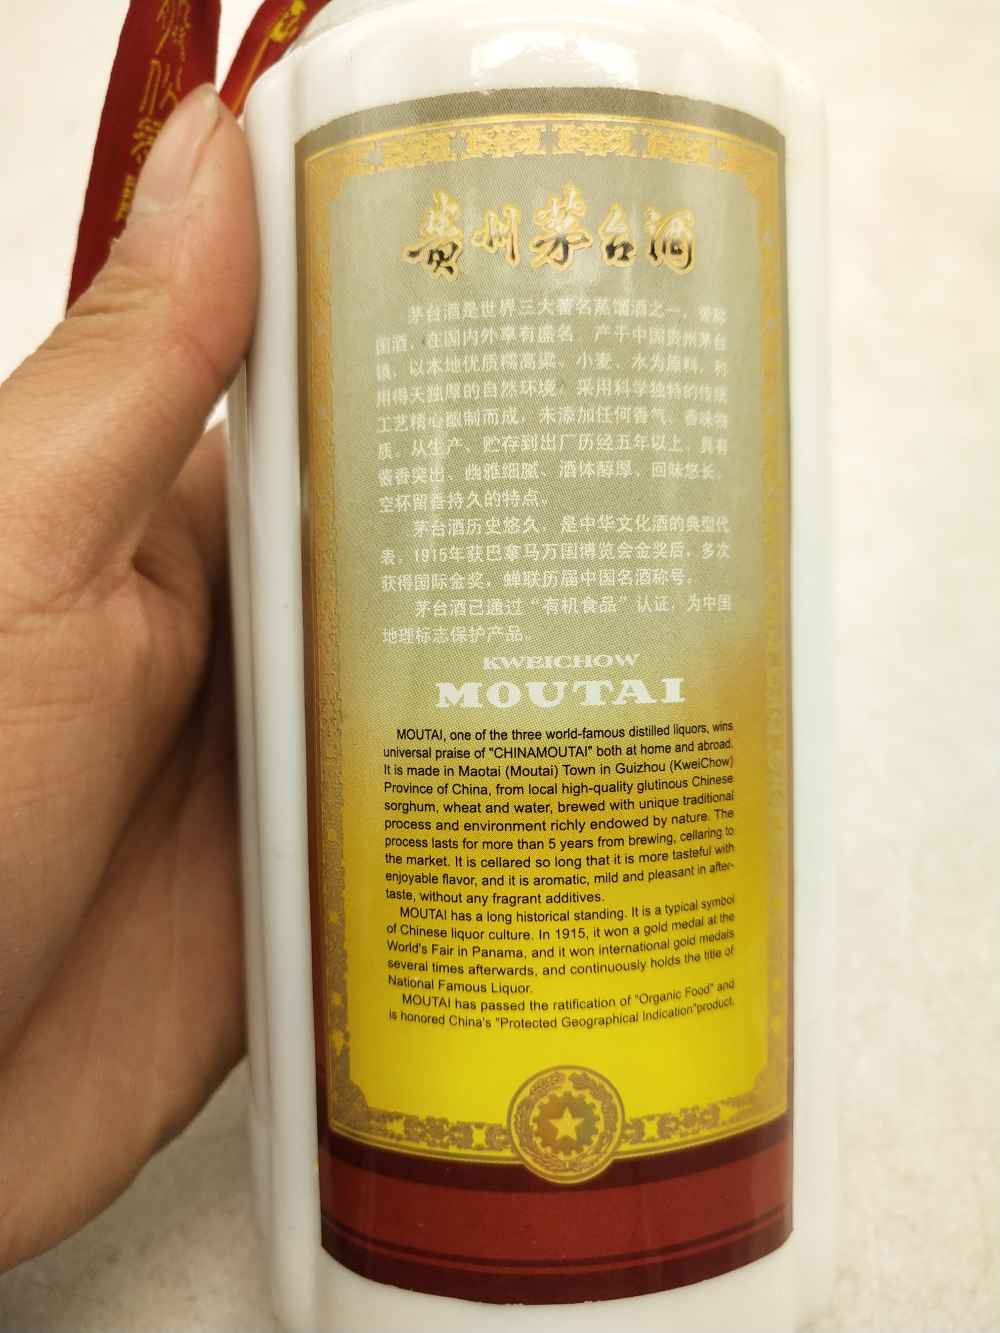 贵州茅台酒
茅台酒是世界三大著名蒸馏酒之一，誉称
国酒，在国内外享有盛名　产于中国贵州茅台
镇，以本地优质糯高粱、小麦、水为原料，利
用得天独厚的自然环境，采用科学独特的传统
工艺精心酿制而成，未添加任何香气、香味物
质。从生产、贮存到出厂历经五年以上，具有
酱香突出、幽雅细腻、酒体醇厚、回味悠长、
空杯留香持久的特点。
茅台酒历史悠久，是中华文化酒的典型代
表。1915年获巴拿马万国博览会金奖后，多次
获得国际金奖，蝉联历届中国名酒称号。
茅台酒已通过“有机食品”认证，为中国
地理标志保护产品。
KWEICHOW
MOUTAI
MOUTAI, one of the three world-famous distilled liquors, wins
universal praise of "CHINAMOUTAI" both at home and abroad.
It is made in Maotai (Moutai) Town in Guizhou (KweiChow)
Province of China, from local high-quality glutinous Chinese
sorghum, wheat and water, brewed with unique traditional
process and environment richly endowed by nature. The
process lasts for more than 5 years from brewing, cellaring to
the market. It is cellared so long that it is more tasteful with
enjoyable flavor, and it is aromatic, mild and pleasant in after-
taste, without any fragrant additives.
MOUTAI has a long historical standing. It is a typical symbol
of Chinese liquor culture. In 1915, it won a gold medal at the
World's Fair in Panama, and it won international gold medals
several times afterwards, and continuously holds the title of
National Famous Liquor.
MOUTAI has passed the ratification of "Organic Food" and
is honored China's "Protected Geographical Indication"product.